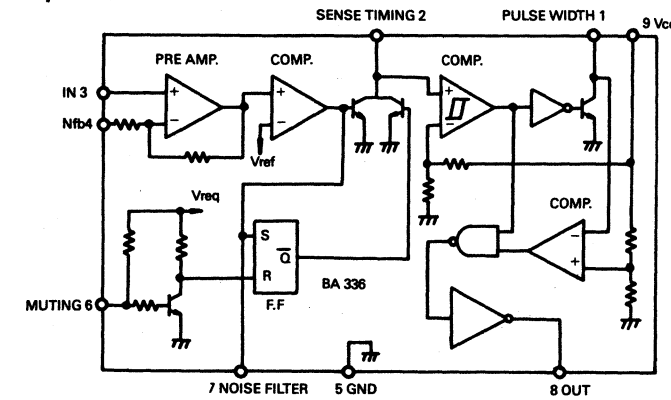 SENSE TIMING 2
PULSE WIDTH 1
9 Vcc
PRE AMP.
COMP.
COMP.
IN 3
+
−
+
−
+
−
Nfb4
Vref
Vreq
COMP.
−
+
S
Q
R
BA 336
F.F
MUTING 6
7 NOISE FILTER
5 GND
8 OUT